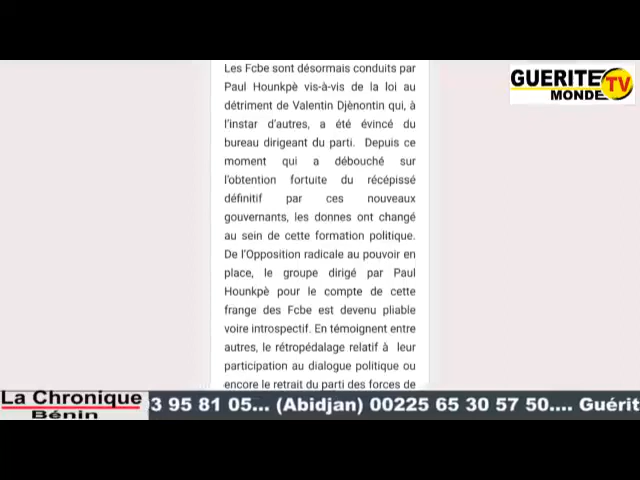 Les Fcbe sont désormais conduits par
Paul Hounkpè vis-à-vis de la loi au
détriment de Valentin Djènontin qui, à
l'instar d'autres, a été évincé du
bureau dirigeant du parti. Depuis ce
moment qui a débouché sur
l'obtention fortuite du récépissé
définitif par ces nouveaux
gouvernants, les donnes ont changé
au sein de cette formation politique.
De l'Opposition radicale au pouvoir en
place, le groupe dirigé par Paul
Hounkpè pour le compte de cette
frange des Fcbe est devenu pliable
voire introspectif. En témoignent entre
autres, le rétropédalage relatif à leur
participation au dialogue politique ou
encore le retrait du parti des forces de
GUERITE TV
MONDE
La Chronique
Bénin
3 95 81 05... (Abidjan) 00225 65 30 57 50.... Guérit